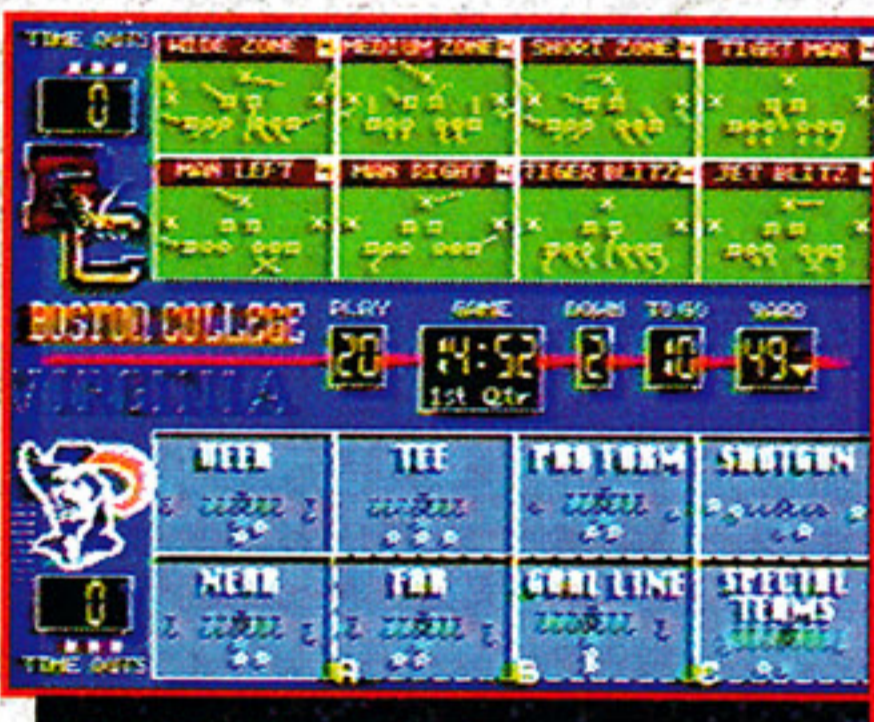 TIME OUTS
0
WIDE ZONE MEDIUM ZONE SHORT ZONE TIGHT MAN
MAN LEFT MAN RIGHT TIGER BLITZ JET BLITZ
BC
BOSTON COLLEGE
VIRGINIA
PLAY GAME DOWN TO GO YARD
20 14:52 2 10 49
1st Qtr
TEE PRO FORM SHOTGUN
NEAR FAR GOAL LINE SPECIAL
TEAMS
A B C
0
TIME OUTS